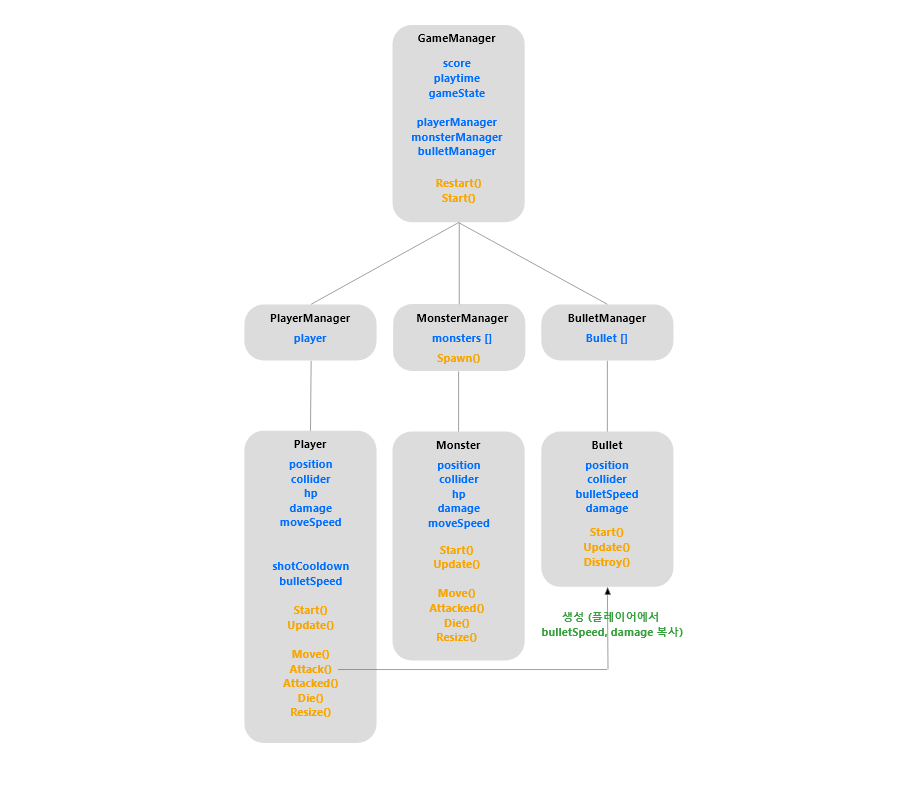 GameManager
score
playtime
gameState
playerManager
monsterManager
bulletManager
Restart()
Start()
PlayerManager
player
MonsterManager
monsters []
Spawn()
BulletManager
Bullet []
Player
position
collider
hp
damage
moveSpeed
shotCooldown
bulletSpeed
Start()
Update()
Move()
Attack()
Attacked()
Die()
Resize()
Monster
position
collider
hp
damage
moveSpeed
Start()
Update()
Move()
Attacked()
Die()
Resize()
Bullet
position
collider
bulletSpeed
damage
Start()
Update()
Distroy()
생성 (플레이어에서
bulletSpeed, damage 복사)